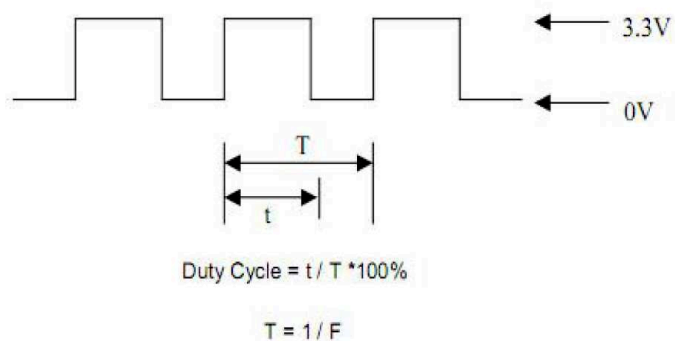 3.3V
0V
T
t
Duty Cycle = t / T *100%
T = 1 / F